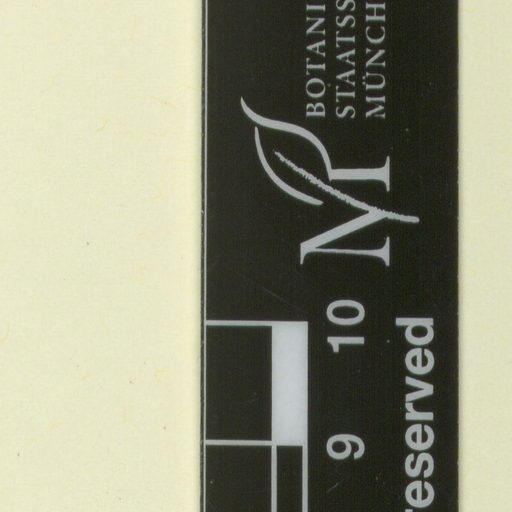 BOTANI
STAATSS
MÜNCH
M
9 10
reserved